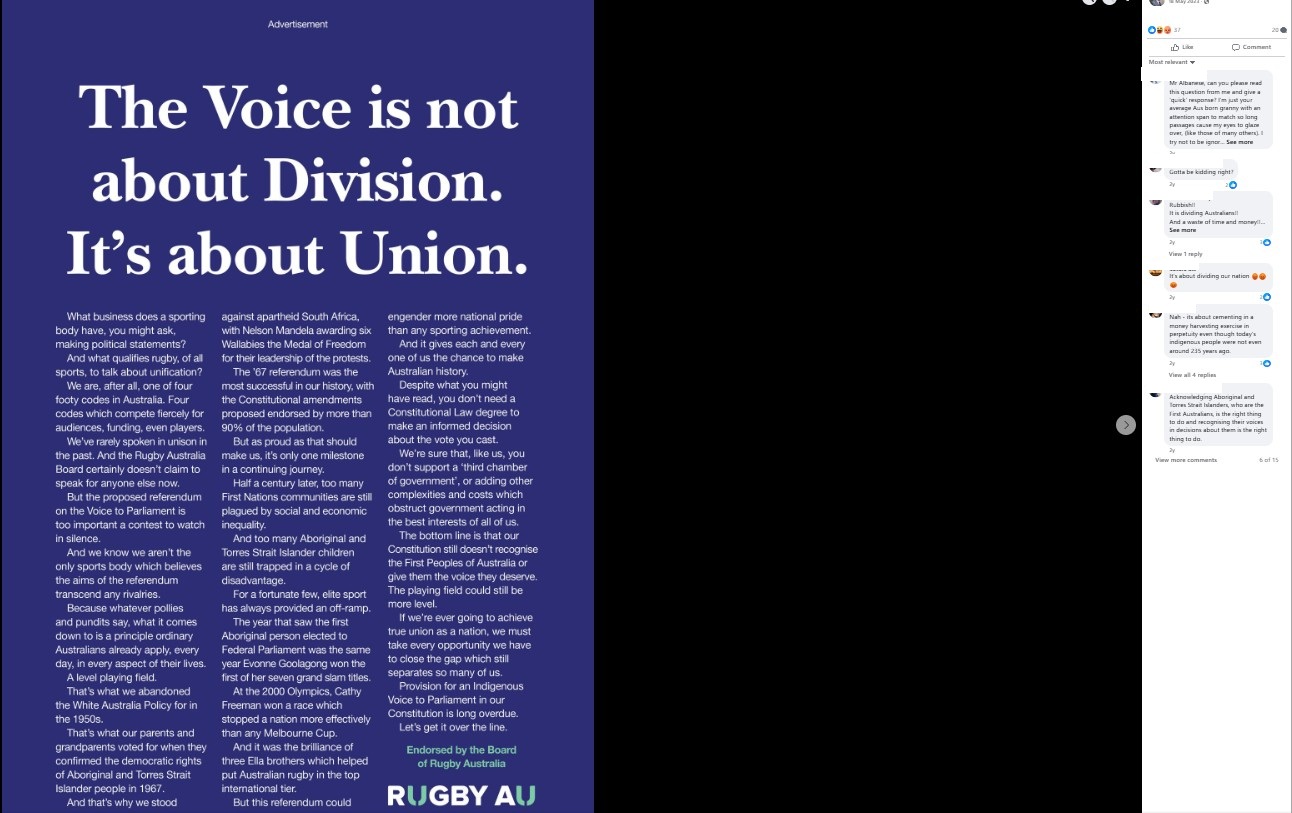 Advertisement
The Voice is not
about Division.
It's about Union.
What business does a sporting
body have, you might ask,
making political statements?
And what qualifies rugby, of all
sports, to talk about unification?
We are, after all, one of four
footy codes in Australia. Four
codes which compete fiercely for
audiences, funding, even players.
We've rarely spoken in unison in
the past. And the Rugby Australia
Board certainly doesn't claim to
speak for anyone else now.
But the proposed referendum
on the Voice to Parliament is
too important a contest to watch
in silence.
And we know we aren't the
only sports body which believes
the aims of the referendum
transcend any rivalries.
Because whatever pollies
and pundits say, what it comes
down to is a principle ordinary
Australians already apply, every
day, in every aspect of their lives.
A level playing field.
That's what we abandoned
the White Australia Policy for in
the 1950s.
That's what our parents and
grandparents voted for when they
confirmed the democratic rights
of Aboriginal and Torres Strait
Islander people in 1967.
And that's why we stood
against apartheid South Africa,
with Nelson Mandela awarding six
Wallabies the Medal of Freedom
for their leadership of the protests.
The '67 referendum was the
most successful in our history, with
the Constitutional amendments
proposed endorsed by more than
90% of the population.
But as proud as that should
make us, it's only one milestone
in a continuing journey.
Half a century later, too many
First Nations communities are still
plagued by social and economic
inequality.
And too many Aboriginal and
Torres Strait Islander children
are still trapped in a cycle of
disadvantage.
For a fortunate few, elite sport
has always provided an off-ramp.
The year that saw the first
Aboriginal person elected to
Federal Parliament was the same
year Evonne Goolagong won the
first of her seven grand slam titles.
At the 2000 Olympics, Cathy
Freeman won a race which
stopped a nation more effectively
than any Melbourne Cup.
And it was the brilliance of
three Ella brothers which helped
put Australian rugby in the top
international tier.
But this referendum could
engender more national pride
than any sporting achievement.
And it gives each and every
one of us the chance to make
Australian history.
Despite what you might
have read, you don't need a
Constitutional Law degree to
make an informed decision
about the vote you cast.
We're sure that, like us, you
don't support a 'third chamber
of government', or adding other
complexities and costs which
obstruct government acting in
the best interests of all of us.
The bottom line is that our
Constitution still doesn't recognise
the First Peoples of Australia or
give them the voice they deserve.
The playing field could still be
more level.
If we're ever going to achieve
true union as a nation, we must
take every opportunity we have
to close the gap which still
separates so many of us.
Provision for an Indigenous
Voice to Parliament in our
Constitution is long overdue.
Let's get it over the line.
Endorsed by the Board
of Rugby Australia
RUGBY AU
16 May 2023
37
20
Like
Comment
Most relevant
Mr Albanese, can you please read
this question from me and give a
'quick' response? I'm just your
average Aus born granny with an
attention span to match so long
passages cause my eyes to glaze
over, (like those of many others). I
try not to be ignor... See more
Gotta be kidding right?
2y
2
Rubbish!!
It is dividing Australians!!
And a waste of time and money!!...
See more
2y
View 1 reply
It's about dividing our nation
2y
Nah - its about cementing in a
money harvesting exercise in
perpetuity even though today's
indigenous people were not even
around 235 years ago.
2y
View all 4 replies
Acknowledging Aboriginal and
Torres Strait Islanders, who are the
First Australians, is the right thing
to do and recognising their voices
in decisions about them is the right
thing to do.
2y
View more comments
6 of 15